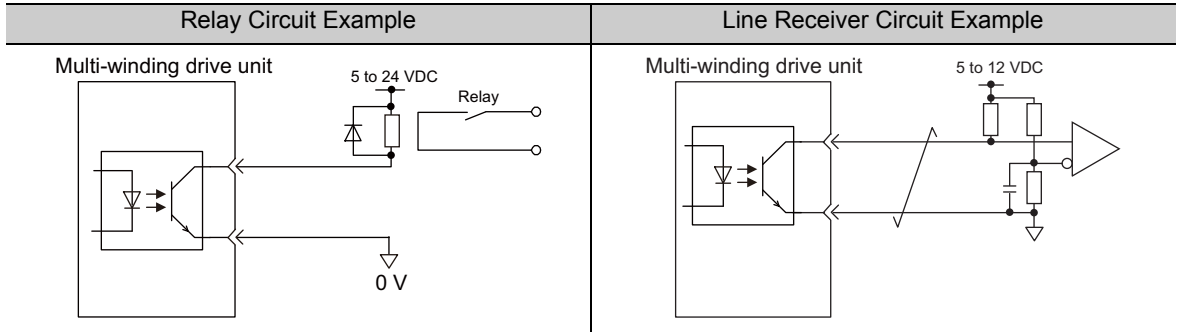 Relay Circuit Example
Line Receiver Circuit Example
Multi-winding drive unit
5 to 24 VDC
Relay
0 V
Multi-winding drive unit
5 to 12 VDC